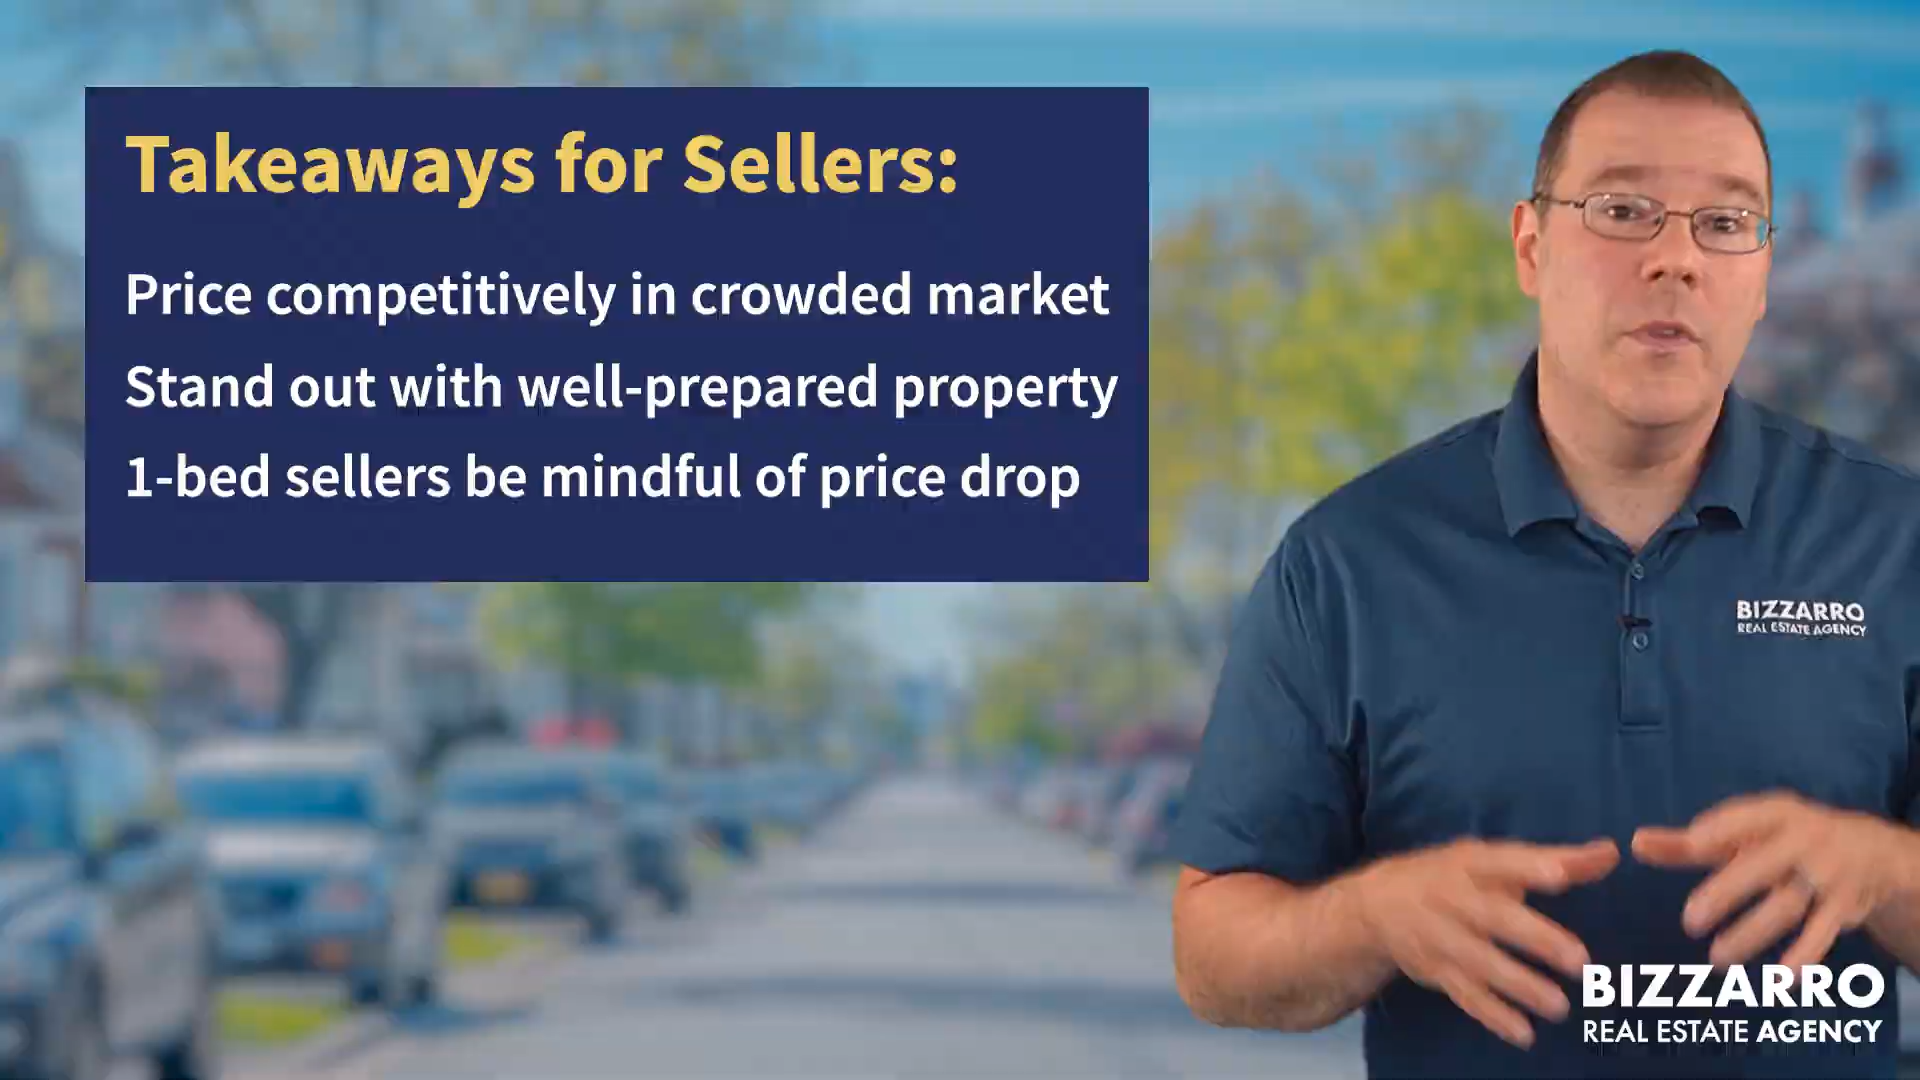 Takeaways for Sellers:
Price competitively in crowded market
Stand out with well-prepared property
1-bed sellers be mindful of price drop
BIZZARRO
REAL ESTATE AGENCY
BIZZARRO
REAL ESTATE AGENCY